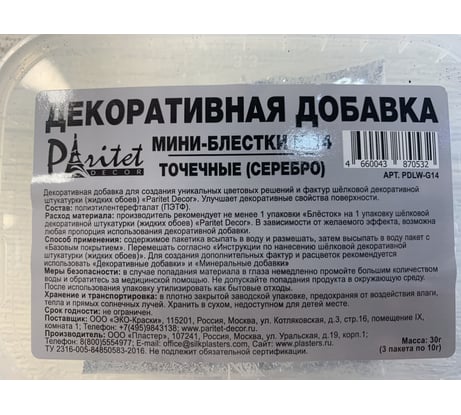 ДЕКОРАТИВНАЯ ДОБАВКА
Paritet
DECOR
МИНИ-БЛЕСТКИ
ТОЧЕЧНЫЕ (СЕРЕБРО)
4 660043 870532
АРТ. PDLW-G14
Декоративная добавка для создания уникальных цветовых решений и фактур шёлковой декоративной
штукатурки (жидких обоев) «Paritet Decor». Улучшает декоративные свойства поверхности.
Состав: полиэтилентерефталат (ПЭТФ).
Расход материала: производитель рекомендует не менее 1 упаковки «Блёсток» на 1 упаковку шёлковой
декоративной штукатурки (жидких обоев) «Paritet Decor». В зависимости от желаемого эффекта, возможна
любая пропорция использования декоративной добавки.
Способ применения: содержимое пакетика всыпать в воду и размешать, затем высыпать в воду пакет с
«Базовым покрытием». Перемешать согласно «Инструкции по нанесению жидких
обоев». Для создания дополнительных фактур и расцветок рекомендуется
использовать «Декоративные добавки» и «Минеральные добавки»
Меры безопасности: в случае попадания материала в глаза немедленно промойте большим количеством
воды и обратитесь за медицинской помощью. Не допускайте попадания продукта в окружающую среду.
После использования утилизировать как бытовые отходы.
Хранение и транспортировка: в плотно закрытой заводской упаковке, предохраняя от воздействия влаги,
тепла и прямых солнечных лучей. Хранить в сухом, недоступном для детей месте.
Срок годности: не ограничен.
Поставщик: ООО «ЭКО-Краски», 115201, Россия, Москва, ул. Котляковская, д.3, стр.16, помещение IX,
комната 1; Телефон: +7(495)9843138; www.paritet-decor.ru
Производитель: ООО «Пластер», 107241, Россия, Москва, ул. Уральская, д.19, корп.1;
Телефон: 8(800)5554977; E-mail: office@silkplasters.com, Сайт: www.plasters.ru
ТУ 2316-005-84850583-2016. Не подлежит обязательной сертификации.
Масса: 30г
(3 пакета по 10г)